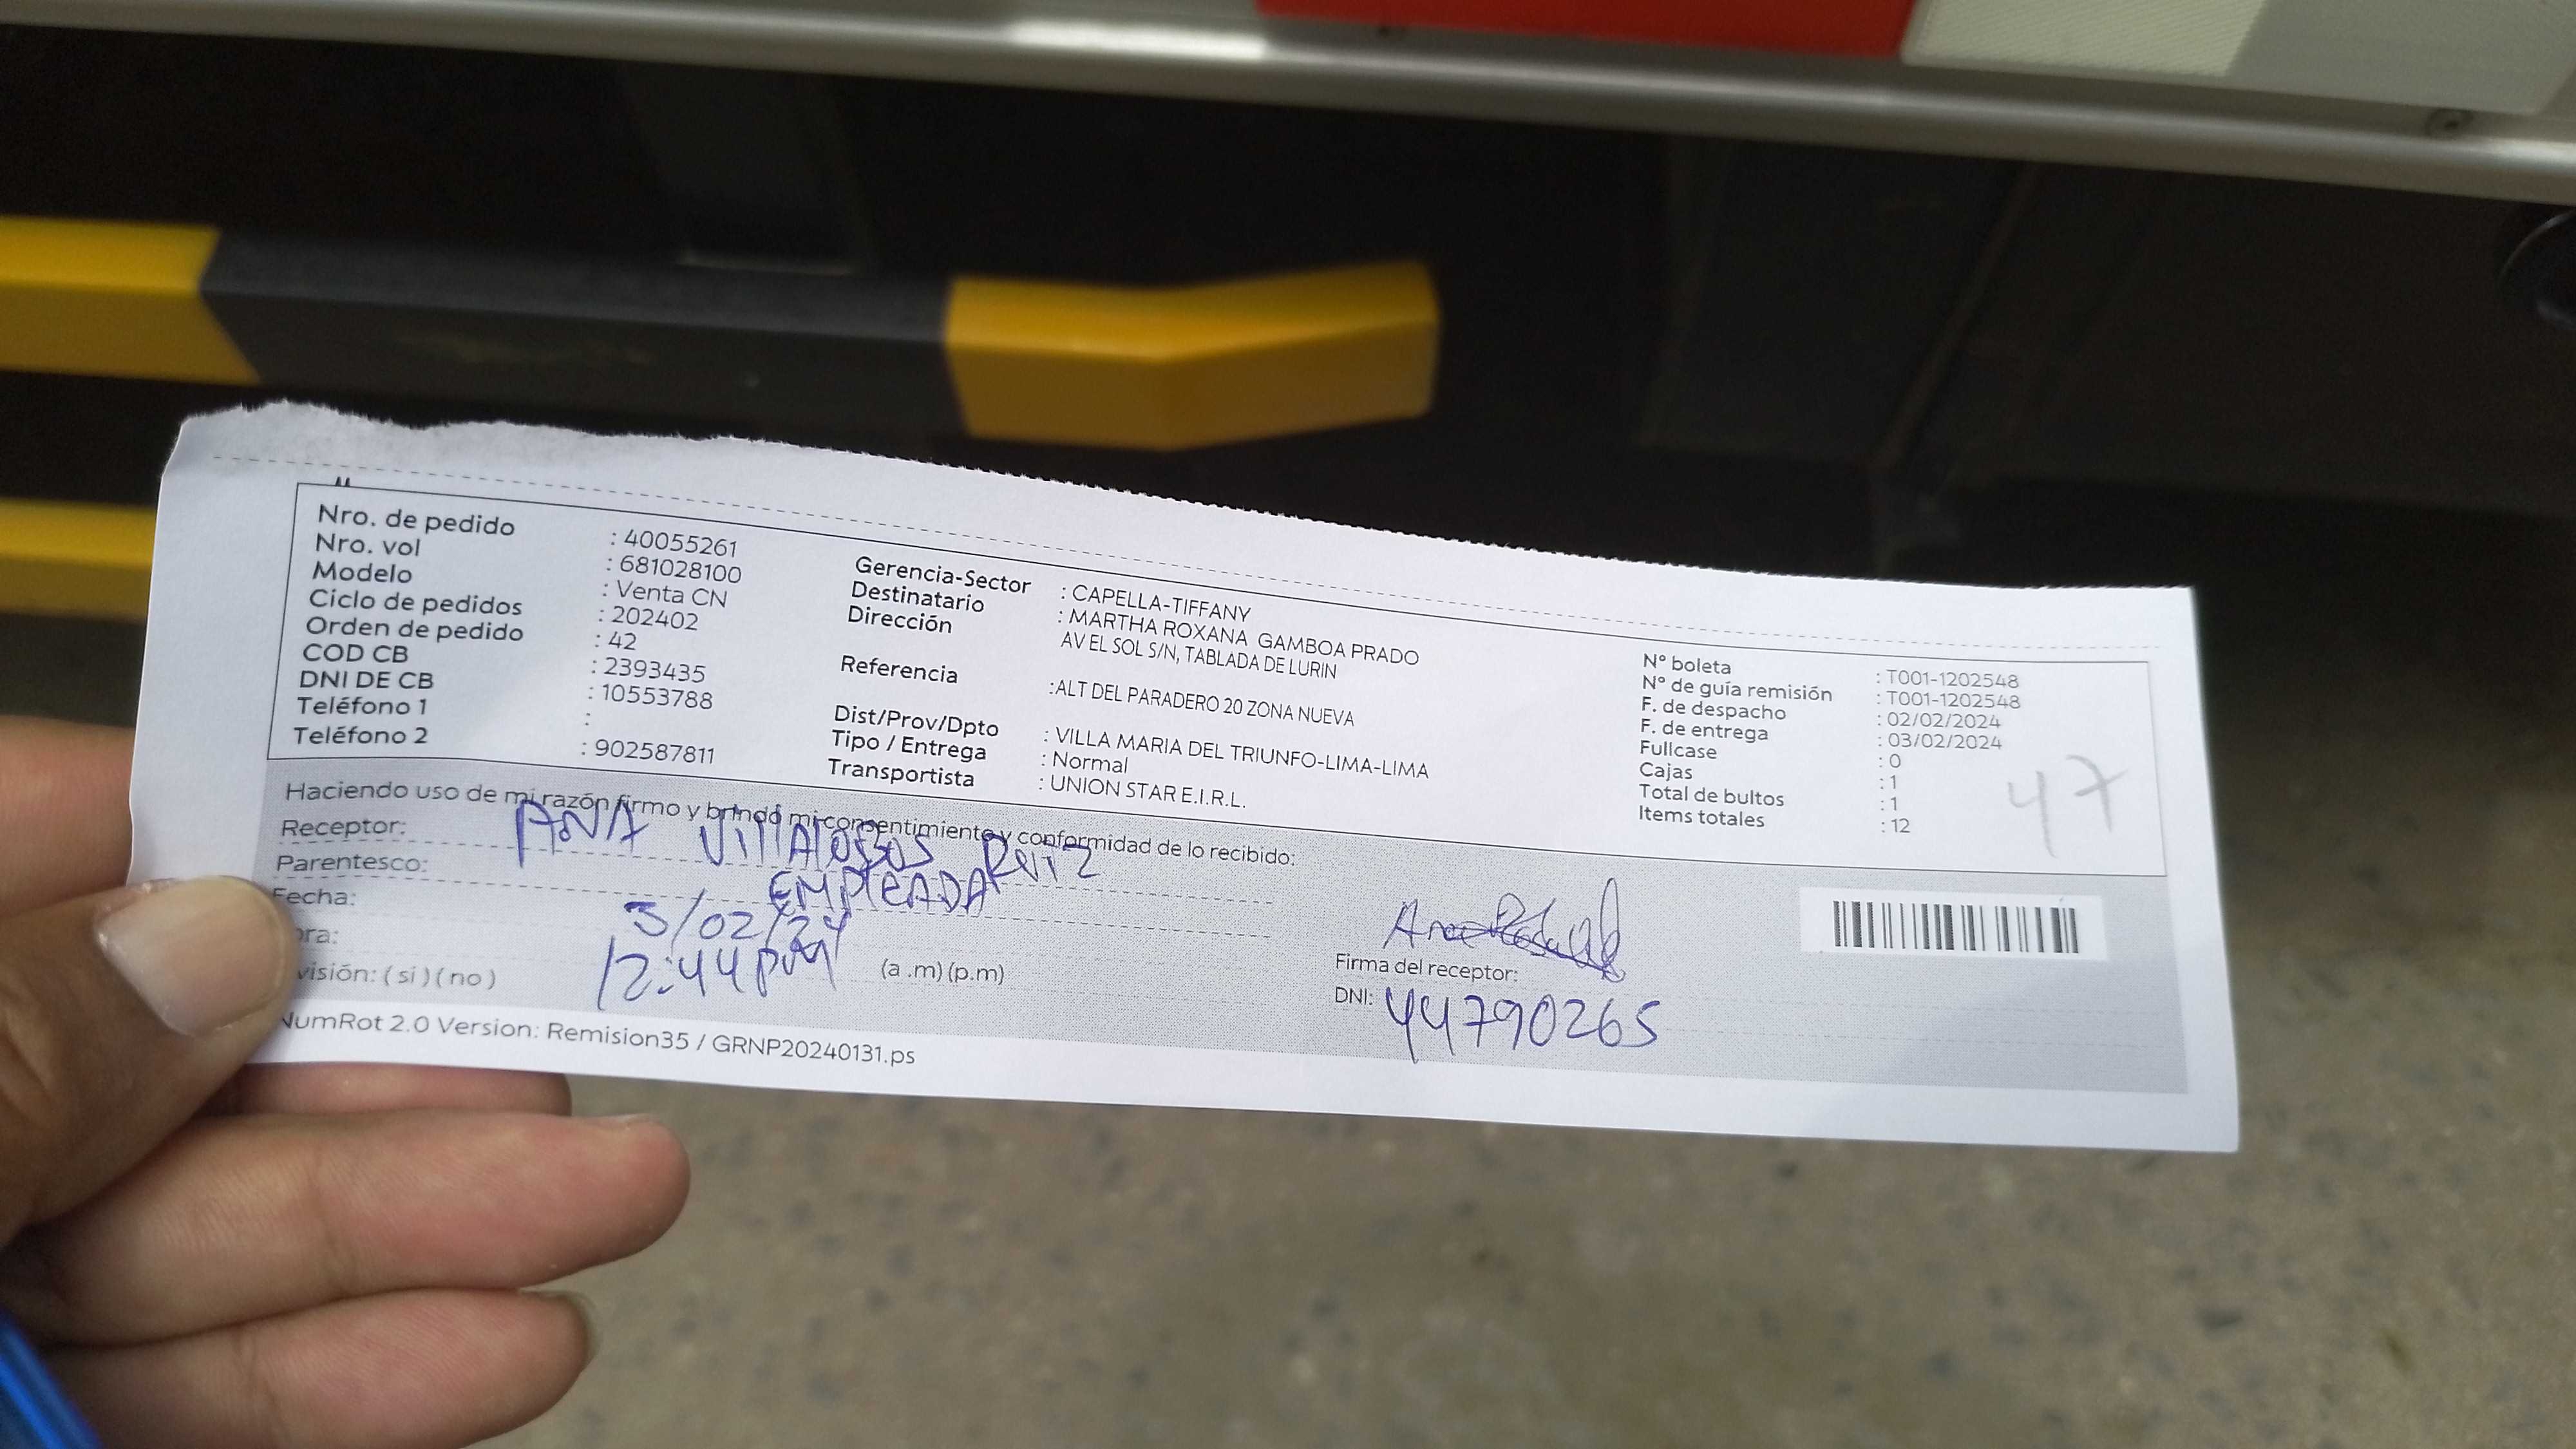 Nro. de pedido : 40055261
Nro. vol : 681028100
Modelo : Venta CN
Ciclo de pedidos : 202402
Orden de pedido : 42
COD CB : 2393435
DNI DE CB : 10553788
Teléfono 1 :
Teléfono 2 : 902587811
Gerencia-Sector : CAPELLA-TIFFANY
Destinatario : MARTHA ROXANA GAMBOA PRADO
Dirección AV EL SOL S/N, TABLADA DE LURIN
Referencia :ALT DEL PARADERO 20 ZONA NUEVA
Dist/Prov/Dpto : VILLA MARIA DEL TRIUNFO-LIMA-LIMA
Tipo / Entrega : Normal
Transportista : UNION STAR E.I.R.L.
N° boleta : T001-1202548
N° de guía remisión : T001-1202548
F. de despacho : 02/02/2024
F. de entrega : 03/02/2024
Fullcase : 0
Cajas : 1
Total de bultos : 1
Items totales : 12
47
Haciendo uso de mi razón firmo y brindo mi consentimiento y conformidad de lo recibido:
Receptor: ANA VillAlobos Ruiz
Parentesco: EMPlEADA
Fecha: 3/02/24
ora: 12:44 pm (a .m) (p.m)
visión: ( si ) ( no )
Firma del receptor:
DNI: 44790265
NumRot 2.0 Version: Remision35 / GRNP20240131.ps